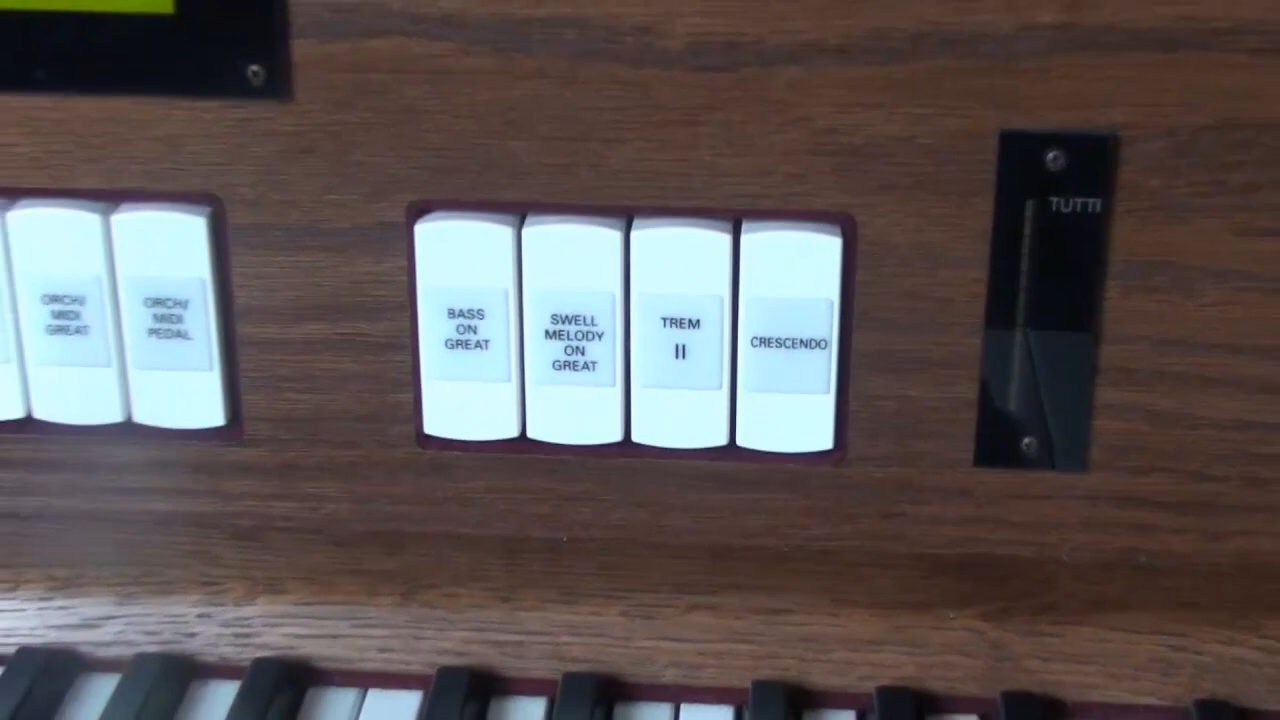 ORCH/
MIDI
GREAT
ORCH/
MIDI
PEDAL
BASS
ON
GREAT
SWELL
MELODY
ON
GREAT
TREM
II
CRESCENDO
TUTTI